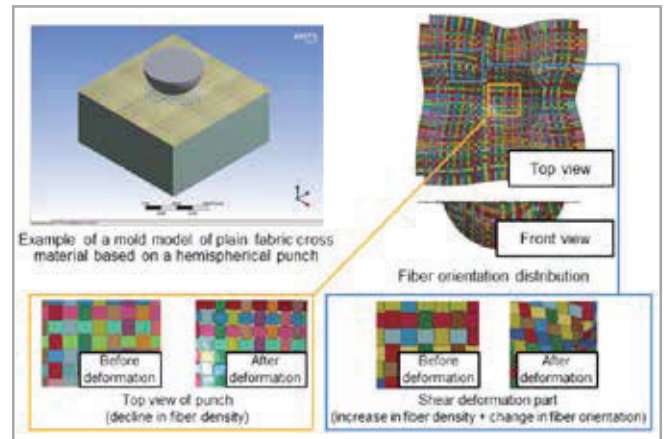 Top view
Front view
Example of a mold model of plain fabric cross
material based on a hemispherical punch
Fiber orientation distribution
Before
deformation
After
deformation
Before
deformation
After
deformation
Top view of punch
(decline in fiber density)
Shear deformation part
(increase in fiber density + change in fiber orientation)